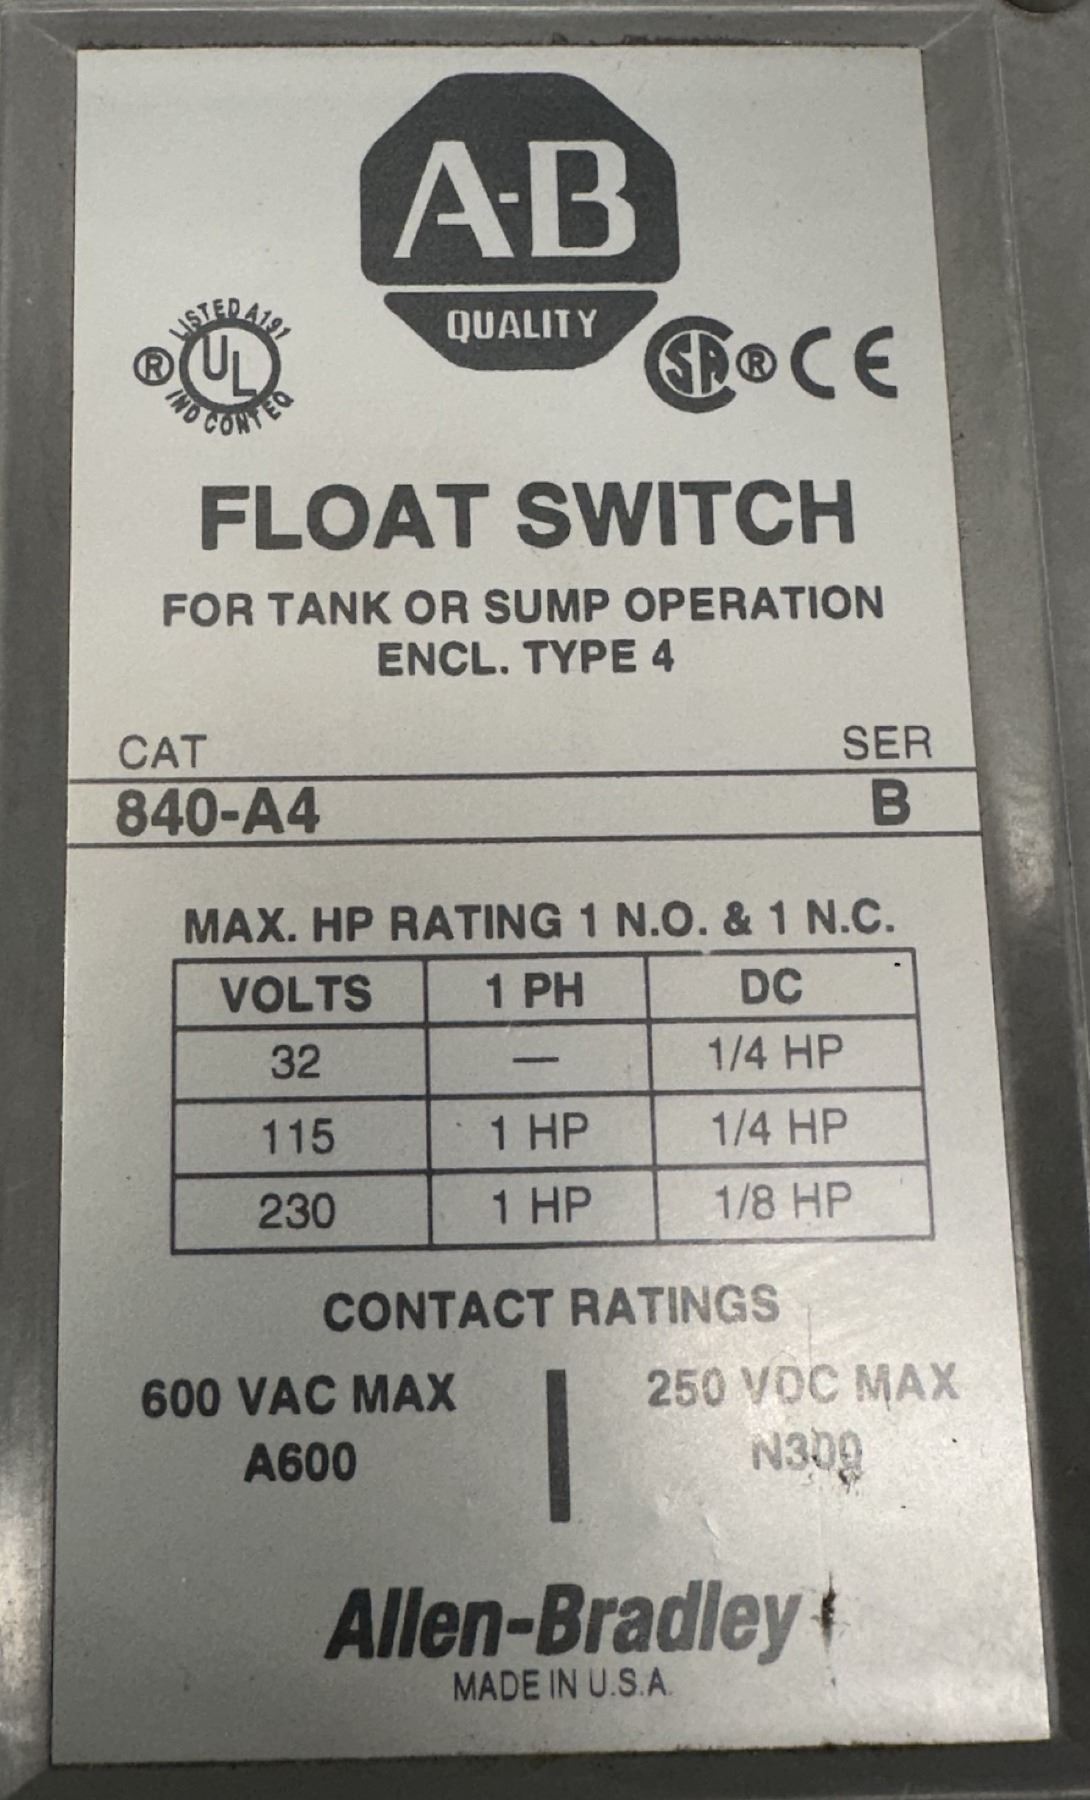 A-B
QUALITY
LISTED A191
® UL
IND CONT EQ
SA ® CE
FLOAT SWITCH
FOR TANK OR SUMP OPERATION
ENCL. TYPE 4
CAT SER
840-A4 B
MAX. HP RATING 1 N.O. & 1 N.C.
VOLTS 1 PH DC
32 — 1/4 HP
115 1 HP 1/4 HP
230 1 HP 1/8 HP
CONTACT RATINGS
600 VAC MAX 250 VDC MAX
A600 N300
Allen-Bradley
MADE IN U.S.A.